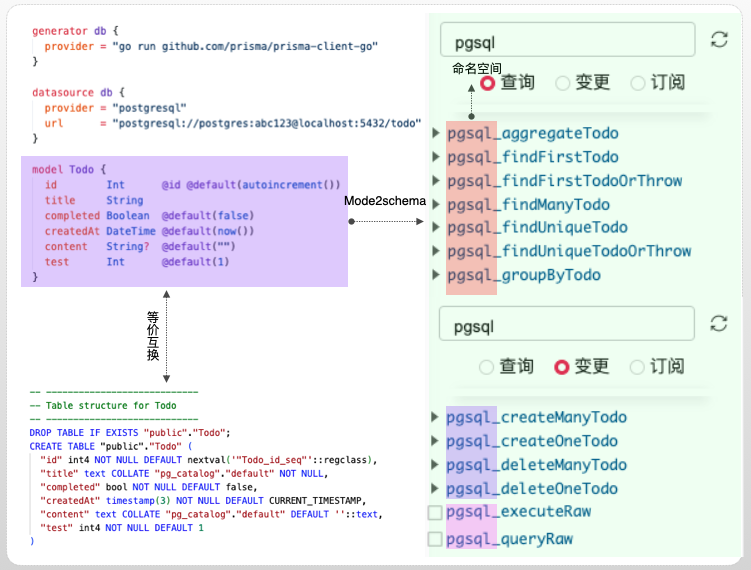 generator db {
  provider = "go run github.com/prisma/prisma-client-go"
}
datasource db {
  provider = "postgresql"
  url      = "postgresql://postgres:abc123@localhost:5432/todo"
}
model Todo {
  id        Int      @id @default(autoincrement())
  title     String
  completed Boolean  @default(false)
  createdAt DateTime @default(now())
  content   String?  @default("")
  test      Int      @default(1)
}
Mode2schema
等价互换
-- ----------------------------
-- Table structure for Todo
-- ----------------------------
DROP TABLE IF EXISTS "public"."Todo";
CREATE TABLE "public"."Todo" (
  "id" int4 NOT NULL DEFAULT nextval('"Todo_id_seq"'::regclass),
  "title" text COLLATE "pg_catalog"."default" NOT NULL,
  "completed" bool NOT NULL DEFAULT false,
  "createdAt" timestamp(3) NOT NULL DEFAULT CURRENT_TIMESTAMP,
  "content" text COLLATE "pg_catalog"."default" DEFAULT ''::text,
  "test" int4 NOT NULL DEFAULT 1
)
pgsql
命名空间
查询 变更 订阅
pgsql_aggregateTodo
pgsql_findFirstTodo
pgsql_findFirstTodoOrThrow
pgsql_findManyTodo
pgsql_findUniqueTodo
pgsql_findUniqueTodoOrThrow
pgsql_groupByTodo
pgsql
查询 变更 订阅
pgsql_createManyTodo
pgsql_createOneTodo
pgsql_deleteManyTodo
pgsql_deleteOneTodo
pgsql_executeRaw
pgsql_queryRaw